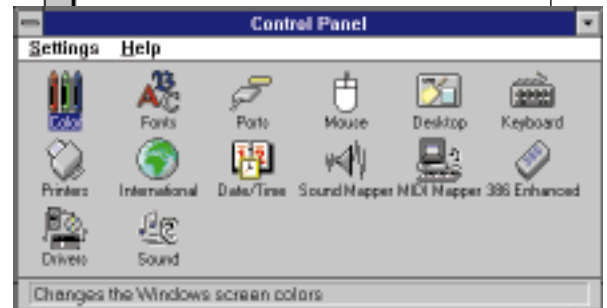 Control Panel
Settings Help
Color Fonts Ports Mouse Desktop Keyboard
Printers International Date/Time Sound Mapper MIDI Mapper 386 Enhanced
Drivers Sound
Changes the Windows screen colors